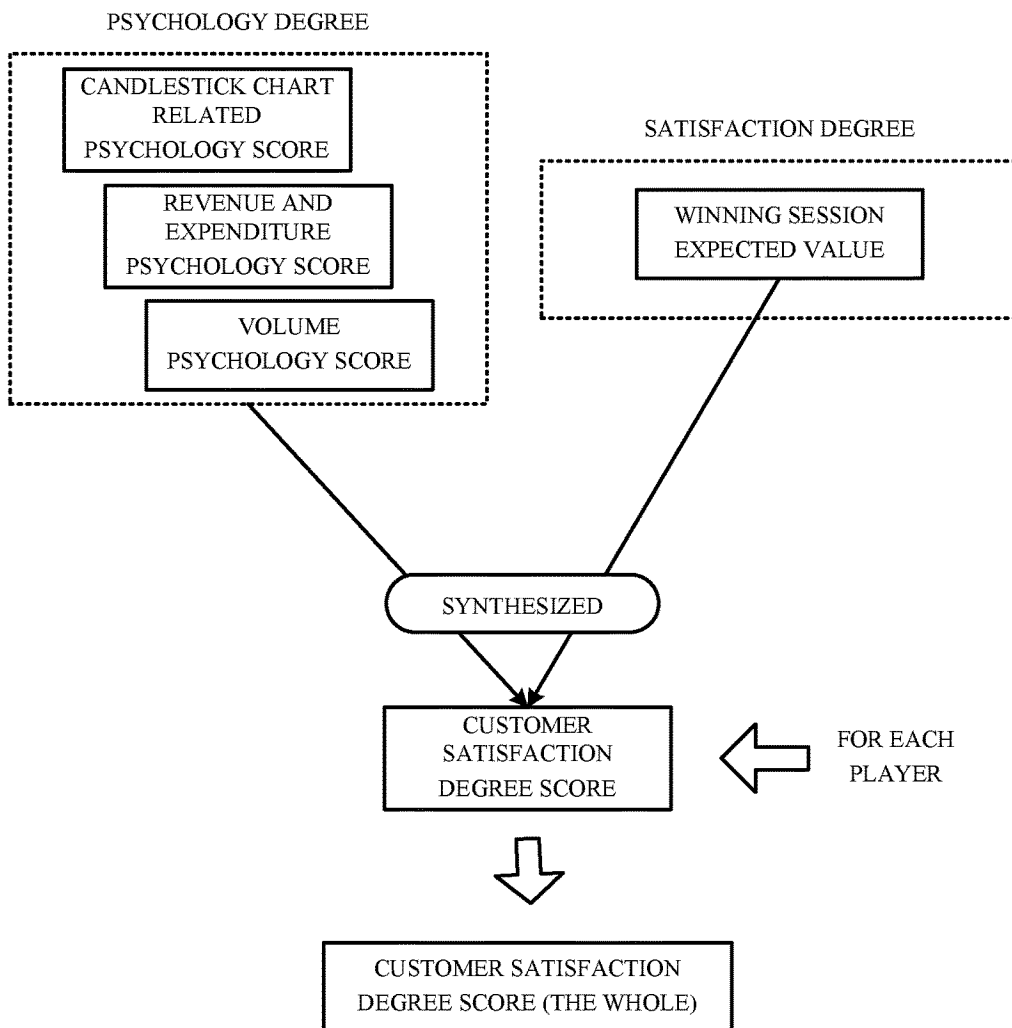 PSYCHOLOGY DEGREE
CANDLESTICK CHART
RELATED
PSYCHOLOGY SCORE
REVENUE AND
EXPENDITURE
PSYCHOLOGY SCORE
VOLUME
PSYCHOLOGY SCORE
SATISFACTION DEGREE
WINNING SESSION
EXPECTED VALUE
SYNTHESIZED
CUSTOMER
SATISFACTION
DEGREE SCORE
FOR EACH
PLAYER
CUSTOMER SATISFACTION
DEGREE SCORE (THE WHOLE)